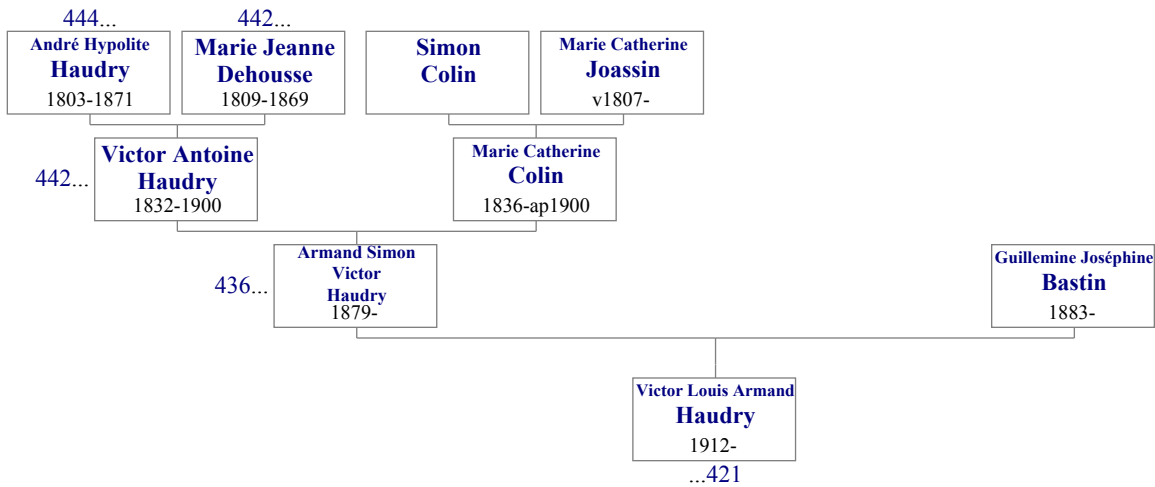 444...
442...
André Hypolite
Haudry
1803-1871
Marie Jeanne
Dehousse
1809-1869
Simon
Colin
Marie Catherine
Joassin
v1807-
442...
Victor Antoine
Haudry
1832-1900
Marie Catherine
Colin
1836-ap1900
436...
Armand Simon
Victor
Haudry
1879-
Guillemine Joséphine
Bastin
1883-
Victor Louis Armand
Haudry
1912-
...421